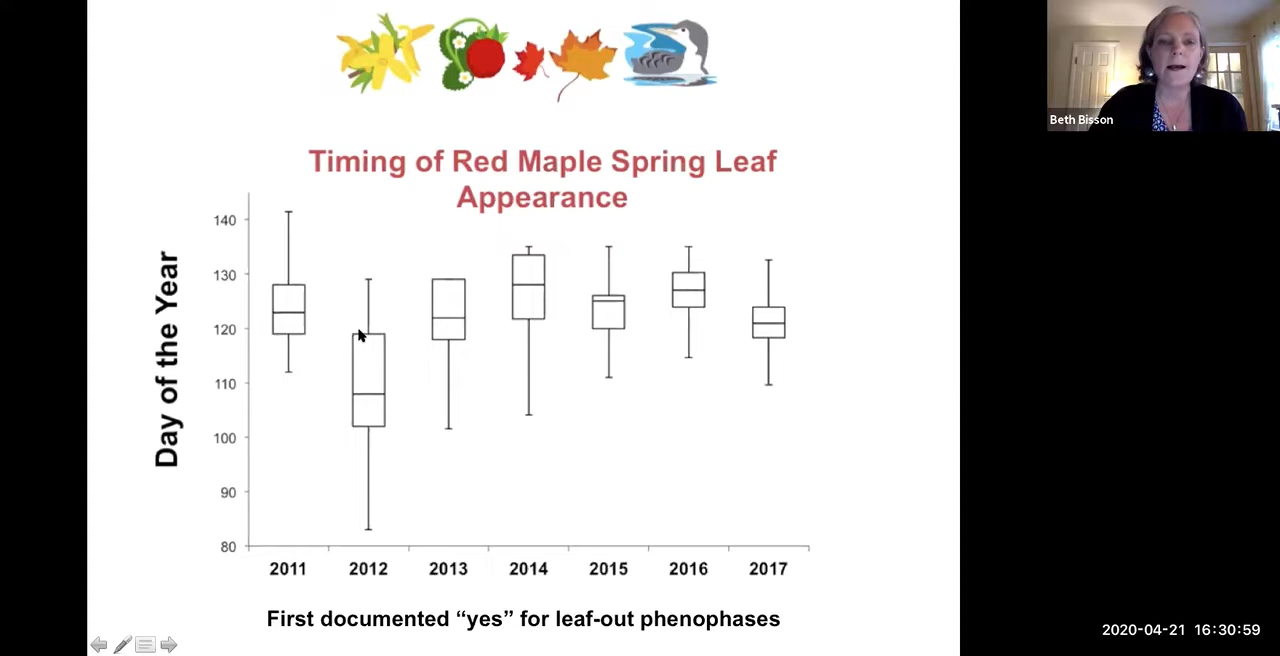 Beth Bisson
Timing of Red Maple Spring Leaf
Appearance
Day of the Year
140
130
120
110
100
90
80
2011 2012 2013 2014 2015 2016 2017
First documented “yes” for leaf-out phenophases
2020-04-21 16:30:59